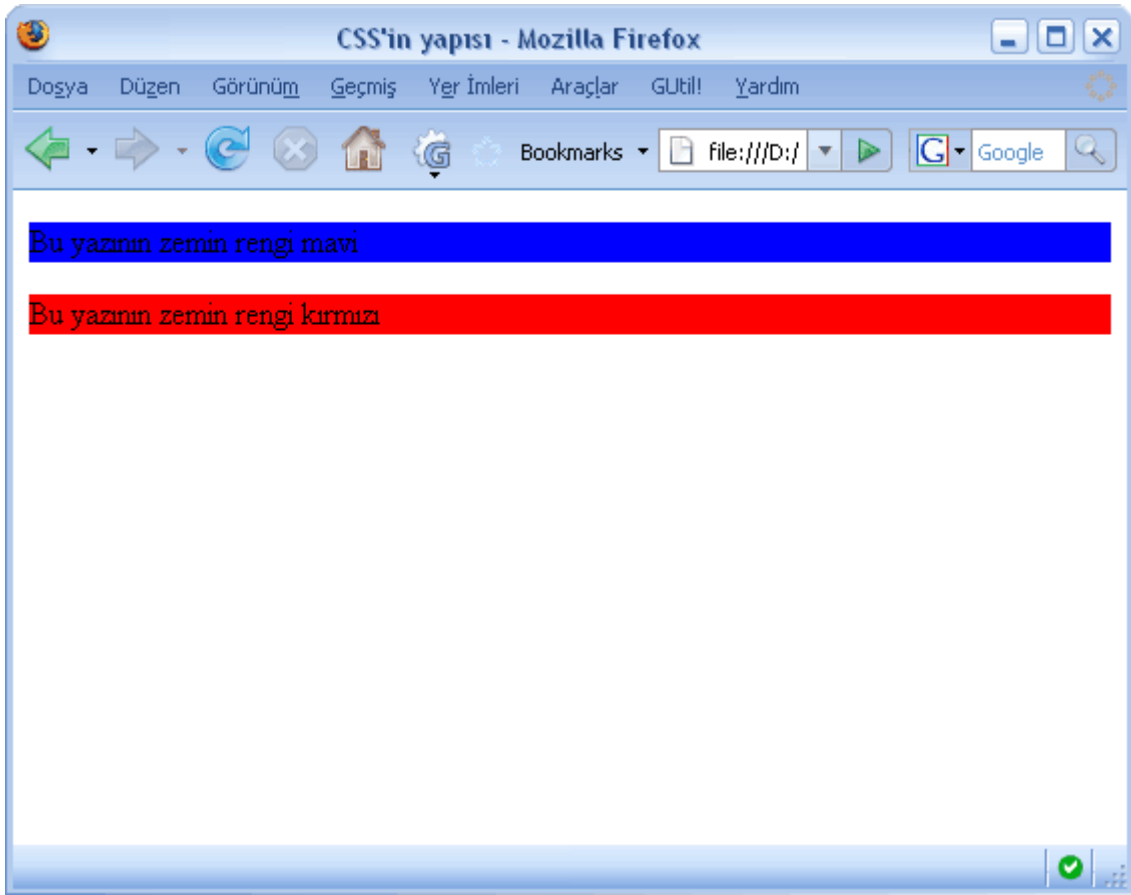 CSS'in yapısı - Mozilla Firefox
Dosya Düzen Görünüm Geçmiş Yer İmleri Araçlar GUtil! Yardım
Bookmarks file:///D:/ G Google
Bu yazının zemin rengi mavi
Bu yazının zemin rengi kırmızı